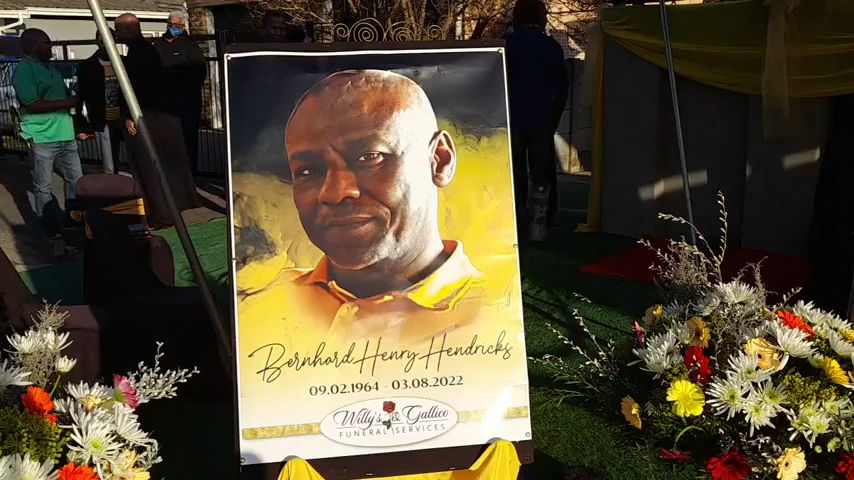 Bernhard Henry Hendricks
09.02.1964 - 03.08.2022
Willy's & Gallico
FUNERAL SERVICES